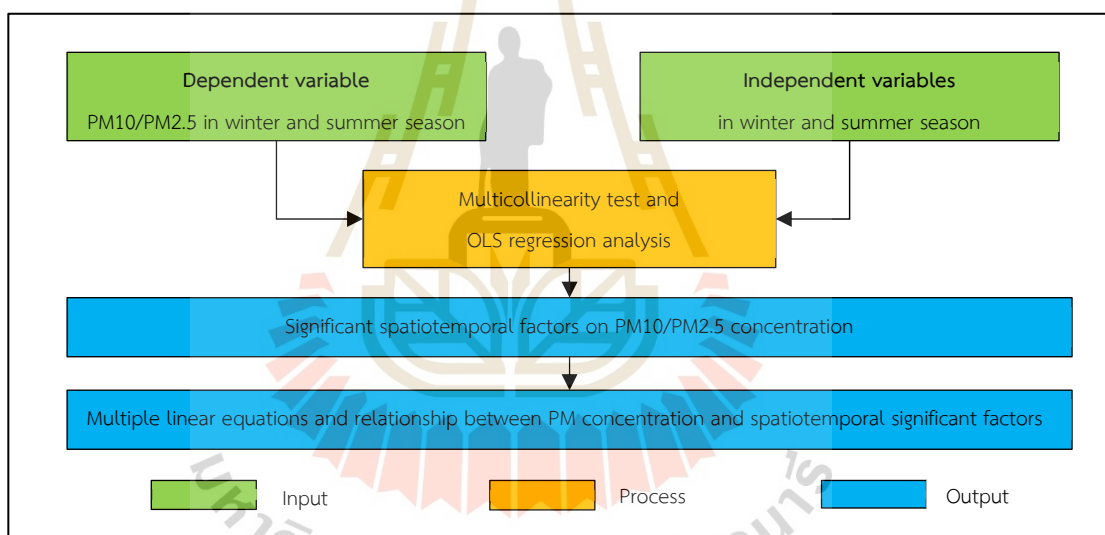 Dependent variable
PM10/PM2.5 in winter and summer season
Independent variables
in winter and summer season
Multicollinearity test and
OLS regression analysis
Significant spatiotemporal factors on PM10/PM2.5 concentration
Multiple linear equations and relationship between PM concentration and spatiotemporal significant factors
Input
Process
Output